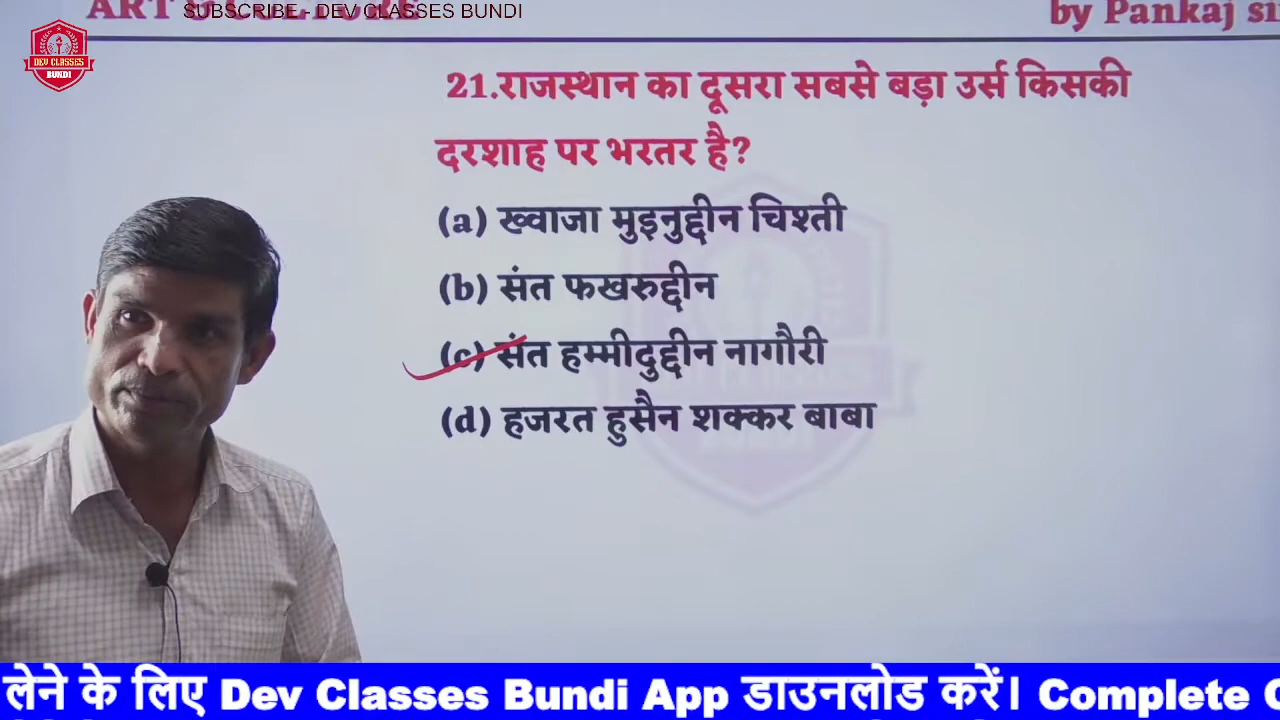 SUBSCRIBE - DEV CLASSES BUNDI
by Pankaj
DEV CLASSES
BUNDI
21.राजस्थान का दूसरा सबसे बड़ा उर्स किसकी
दरशाह पर भरतर है?
(a) ख्वाजा मुइनुद्दीन चिश्ती
(b) संत फखरुद्दीन
(c) संत हम्मीदुद्दीन नागौरी
(d) हजरत हुसैन शक्कर बाबा
लेने के लिए Dev Classes Bundi App डाउनलोड करें। Complete